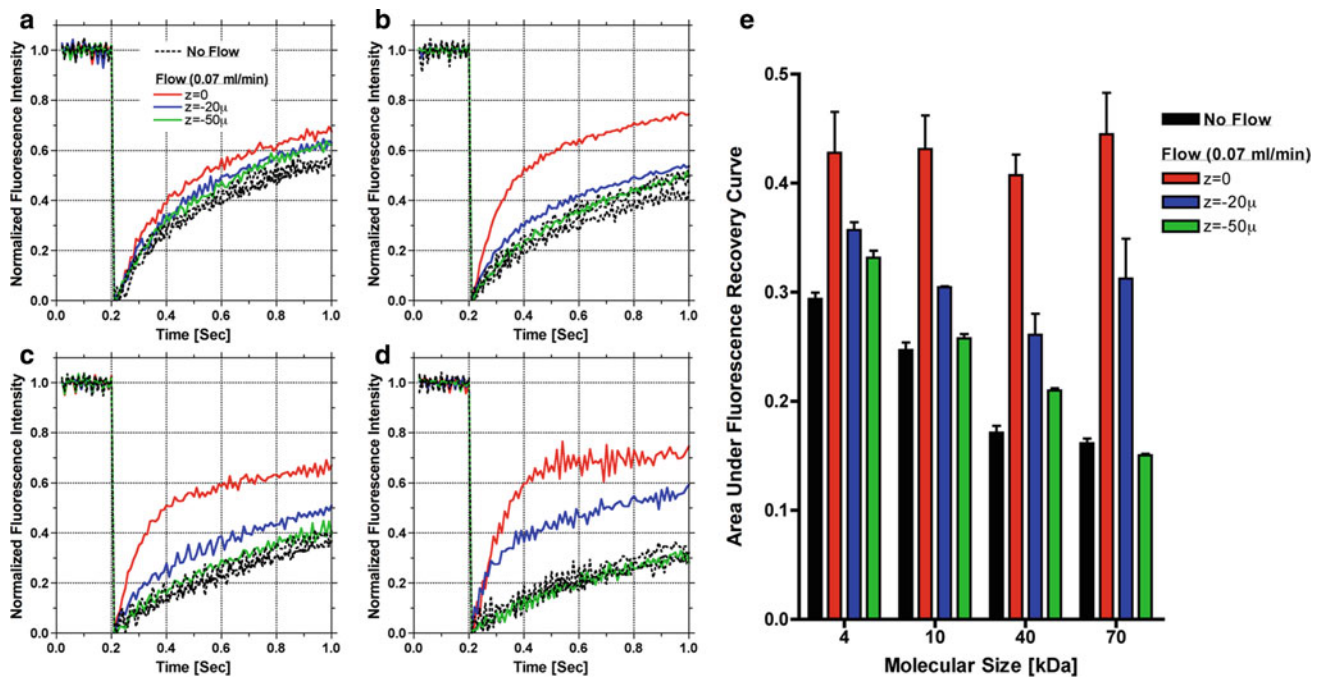 a
Normalized Fluorescence Intensity
1.0
0.8
0.6
0.4
0.2
0.0
No Flow
Flow (0.07 ml/min)
z=0
z=-20µ
z=-50µ
0.0 0.2 0.4 0.6 0.8 1.0
Time [Sec]
b
Normalized Fluorescence Intensity
1.0
0.8
0.6
0.4
0.2
0.0
0.0 0.2 0.4 0.6 0.8 1.0
Time [Sec]
c
Normalized Fluorescence Intensity
1.0
0.8
0.6
0.4
0.2
0.0
0.0 0.2 0.4 0.6 0.8 1.0
Time [Sec]
d
Normalized Fluorescence Intensity
1.0
0.8
0.6
0.4
0.2
0.0
0.0 0.2 0.4 0.6 0.8 1.0
Time [Sec]
e
Area Under Fluorescence Recovery Curve
0.5
0.4
0.3
0.2
0.1
0.0
4 10 40 70
Molecular Size [kDa]
No Flow
Flow (0.07 ml/min)
z=0
z=-20µ
z=-50µ